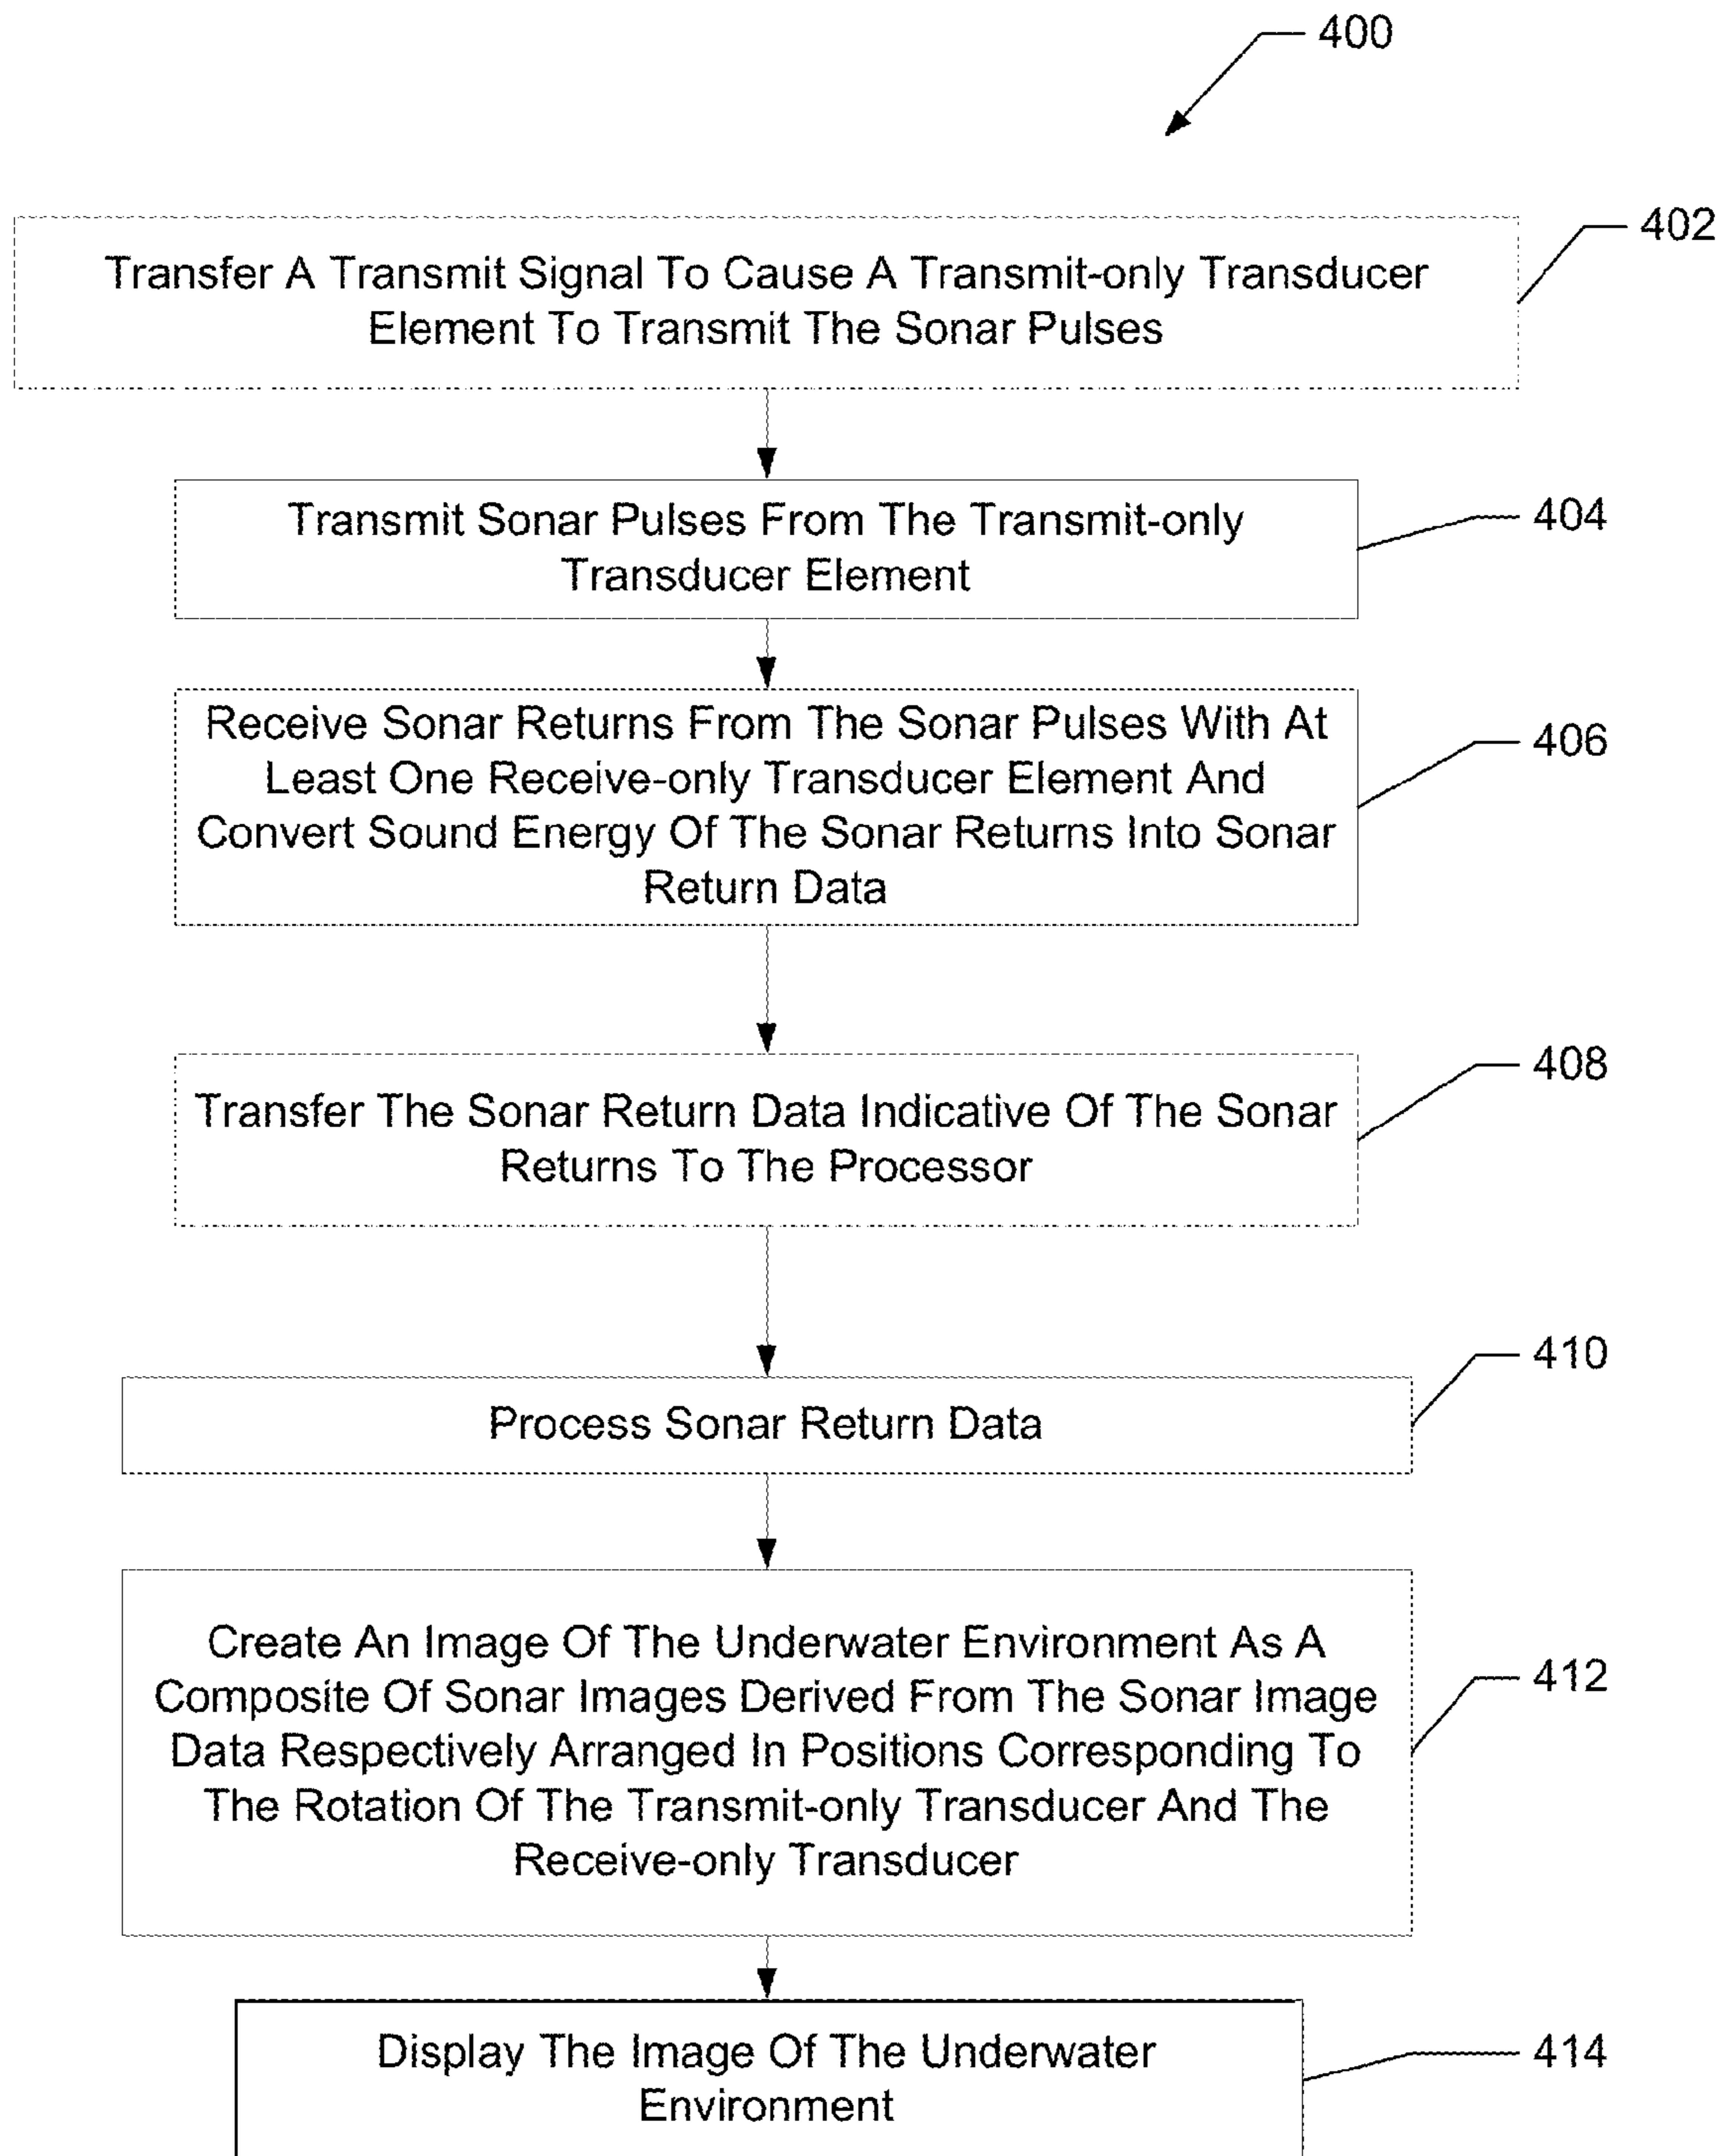 400
402
Transfer A Transmit Signal To Cause A Transmit-only Transducer
Element To Transmit The Sonar Pulses
404
Transmit Sonar Pulses From The Transmit-only
Transducer Element
406
Receive Sonar Returns From The Sonar Pulses With At
Least One Receive-only Transducer Element And
Convert Sound Energy Of The Sonar Returns Into Sonar
Return Data
408
Transfer The Sonar Return Data Indicative Of The Sonar
Returns To The Processor
410
Process Sonar Return Data
412
Create An Image Of The Underwater Environment As A
Composite Of Sonar Images Derived From The Sonar Image
Data Respectively Arranged In Positions Corresponding To
The Rotation Of The Transmit-only Transducer And The
Receive-only Transducer
414
Display The Image Of The Underwater
Environment